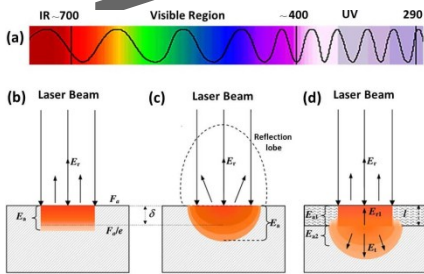 IR~700 Visible Region ~400 UV 290
(a)
(b) Laser Beam (c) Laser Beam (d) Laser Beam
Reflection
lobe
Er Er Er
Fa
Ea δ Ea Ea1 Er1 l
Fa/e Ea2 Et